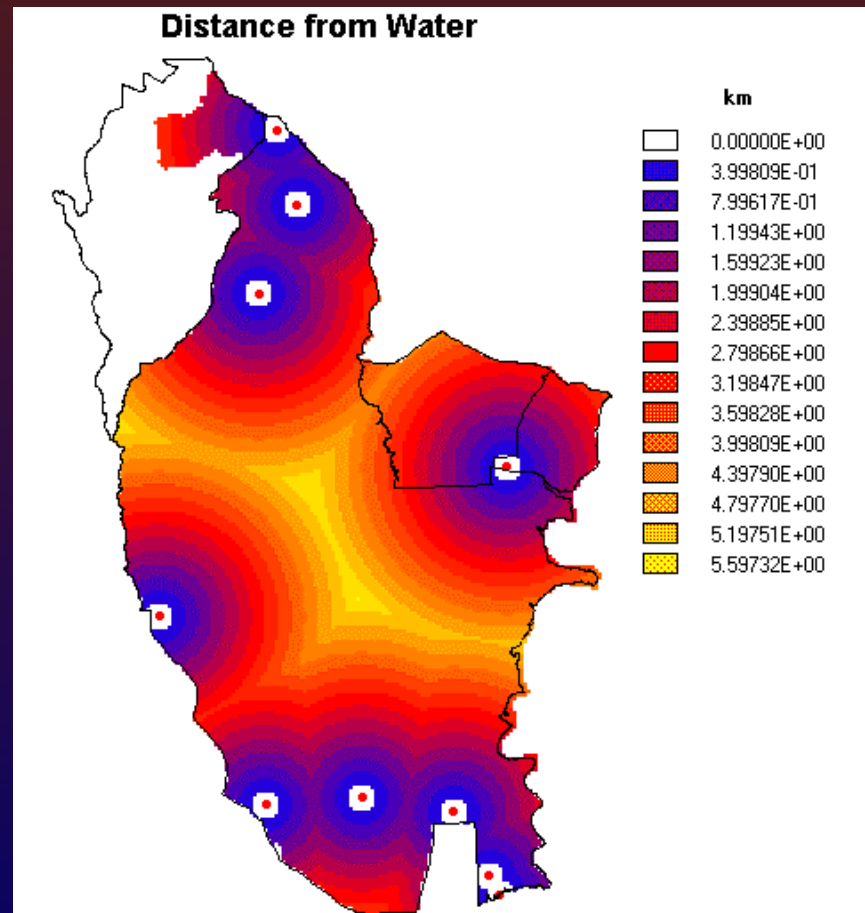 Distance from Water
km
0.00000E+00
3.99809E-01
7.99617E-01
1.19943E+00
1.59923E+00
1.99904E+00
2.39885E+00
2.79866E+00
3.19847E+00
3.59828E+00
3.99809E+00
4.39790E+00
4.79770E+00
5.19751E+00
5.59732E+00